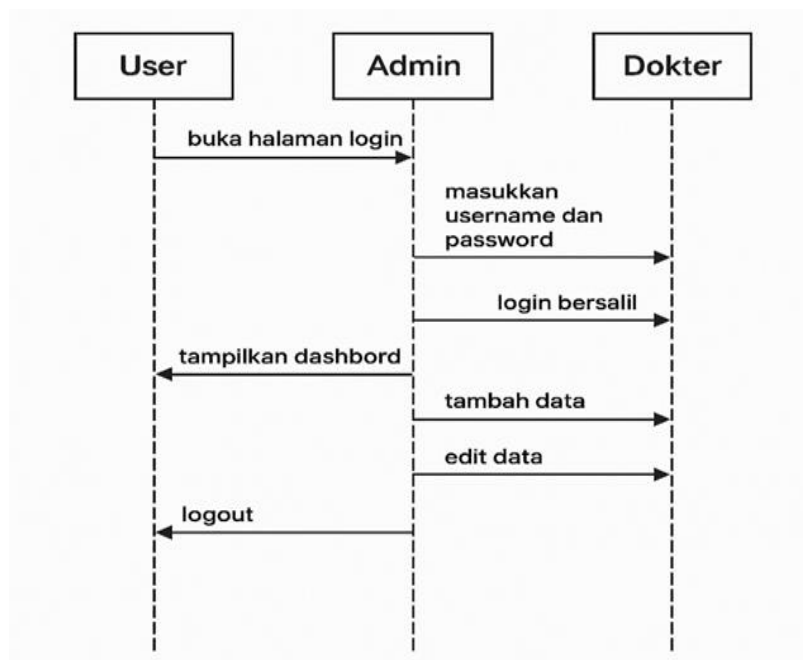 User
Admin
Dokter
buka halaman login
masukkan
username dan
password
login bersalil
tampilkan dashbord
tambah data
edit data
logout